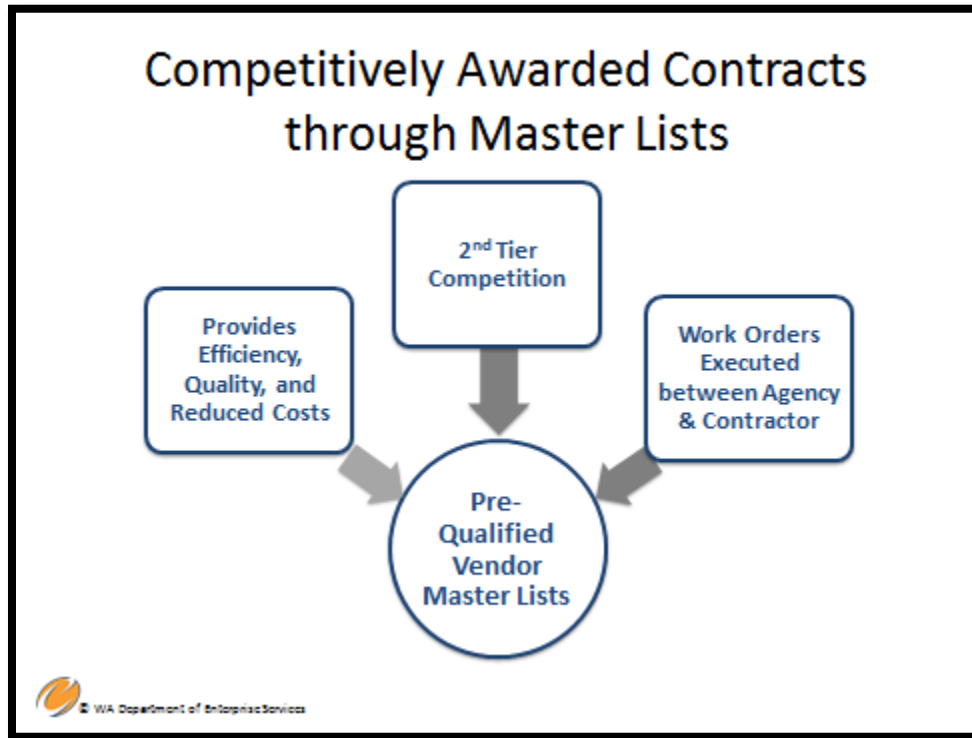 Competitively Awarded Contracts
through Master Lists
2nd Tier
Competition
Provides
Efficiency,
Quality, and
Reduced Costs
Work Orders
Executed
between Agency
& Contractor
Pre-
Qualified
Vendor
Master Lists
© WA Department of Enterprise Services